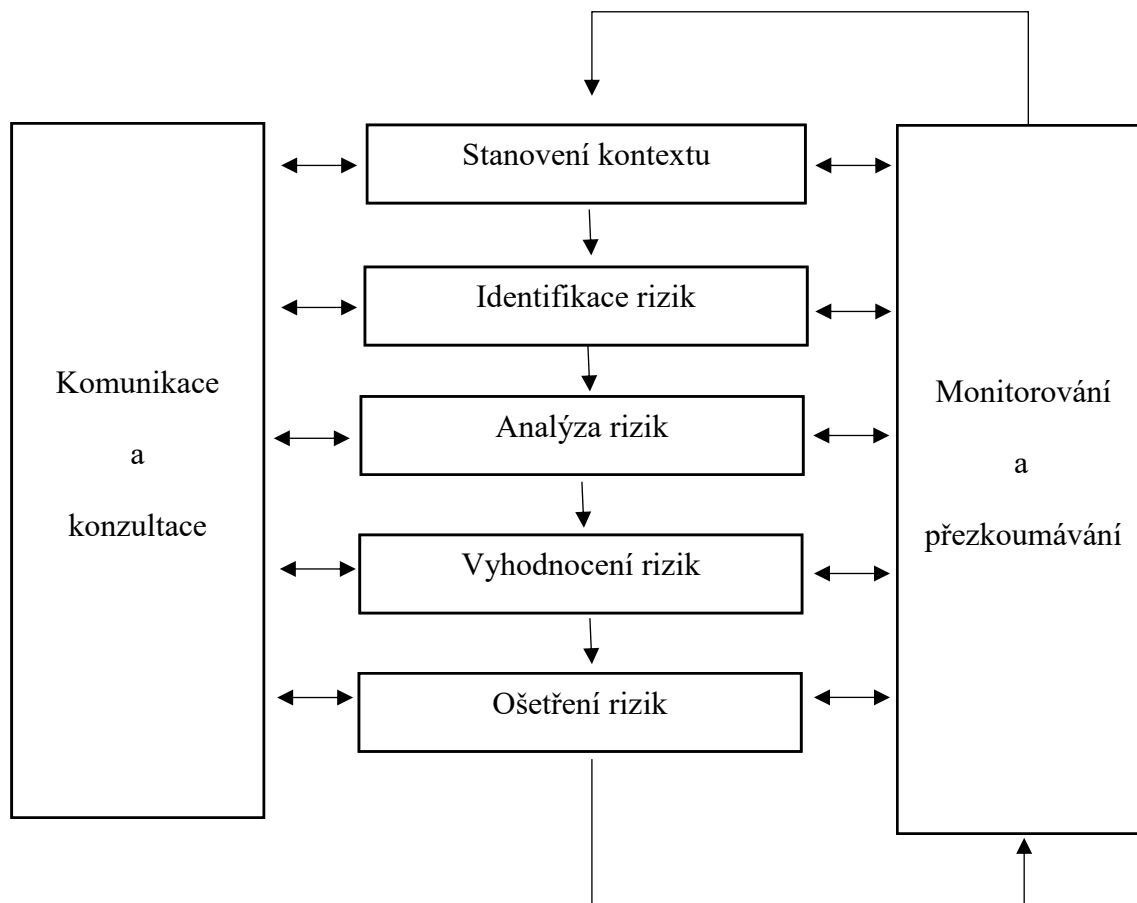 Stanovení kontextu
Identifikace rizik
Komunikace
a
konzultace
Analýza rizik
Monitorování
a
přezkoumávání
Vyhodnocení rizik
Ošetření rizik